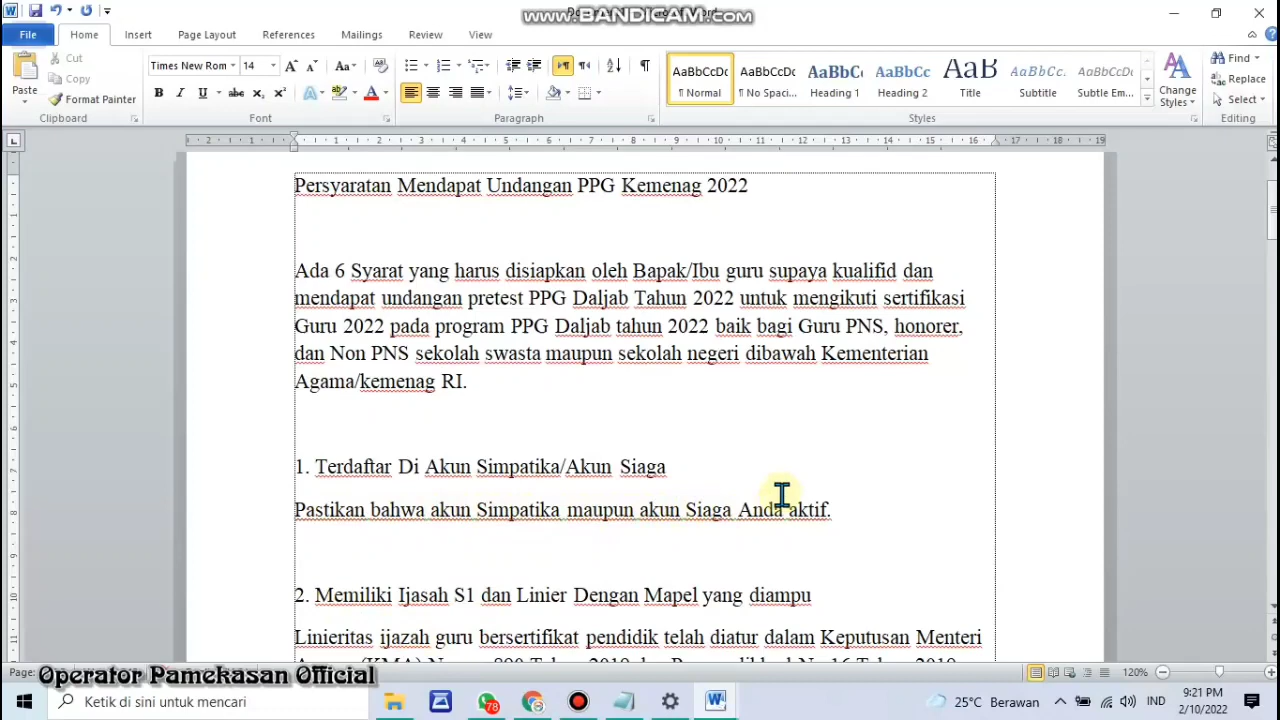 www.BANDICAM.com
File Home Insert Page Layout References Mailings Review View
Paste
Cut
Copy
Format Painter
Clipboard
Times New Rom 14
Font
Paragraph
AaBbCcDc AaBbCcDc AaBbCc AaBbCc AaB AaBbCcL AaBbCcDc
¶ Normal ¶ No Spaci... Heading 1 Heading 2 Title Subtitle Subtle Em...
Change Styles
Styles
Find
Replace
Select
Editing
Persyaratan Mendapat Undangan PPG Kemenag 2022
Ada 6 Syarat yang harus disiapkan oleh Bapak/Ibu guru supaya kualifid dan
mendapat undangan pretest PPG Daljab Tahun 2022 untuk mengikuti sertifikasi
Guru 2022 pada program PPG Daljab tahun 2022 baik bagi Guru PNS, honorer,
dan Non PNS sekolah swasta maupun sekolah negeri dibawah Kementerian
Agama/kemenag RI.
1. Terdaftar Di Akun Simpatika/Akun Siaga
Pastikan bahwa akun Simpatika maupun akun Siaga Anda aktif.
2. Memiliki Ijasah S1 dan Linier Dengan Mapel yang diampu
Linieritas ijazah guru bersertifikat pendidik telah diatur dalam Keputusan Menteri
Page:
Operator Pamekasan Official
120%
Ketik di sini untuk mencari
78
25°C Berawan
IND
9:21 PM
2/10/2022